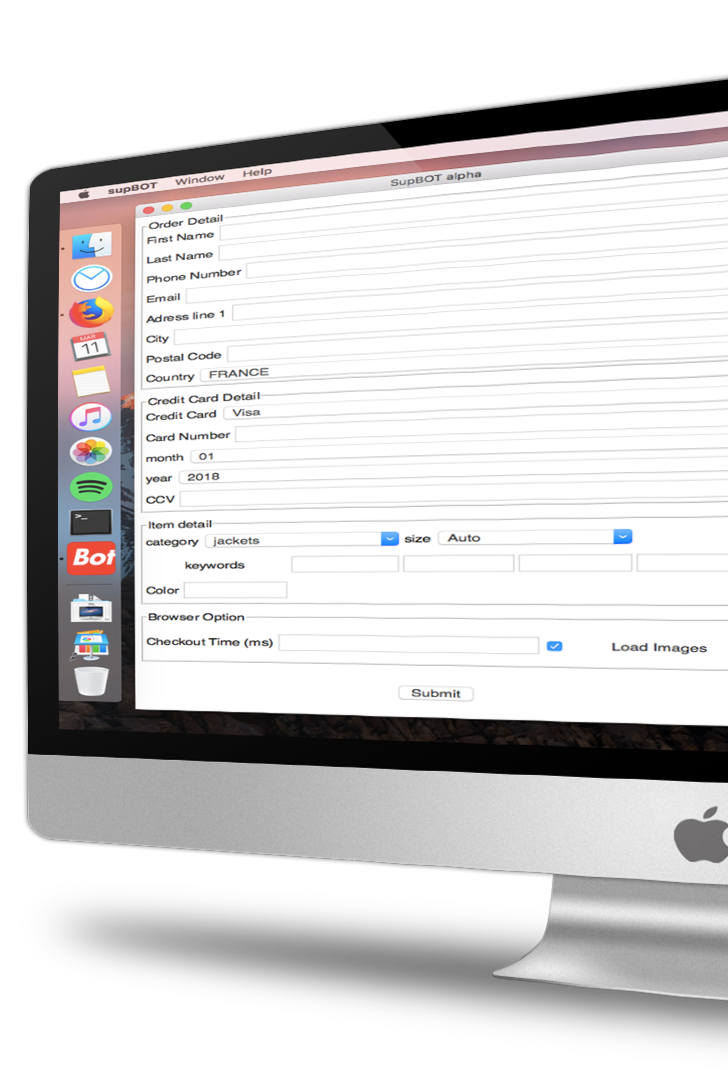 supBOT Window Help
SupBOT alpha
Order Detail
First Name
Last Name
Phone Number
Email
Adress line 1
City
Postal Code
Country FRANCE
Credit Card Detail
Credit Card Visa
Card Number
month 01
year 2018
CCV
Item detail
category jackets size Auto
keywords
Color
Browser Option
Checkout Time (ms) Load Images
Submit
MAR
11
>_
Bot